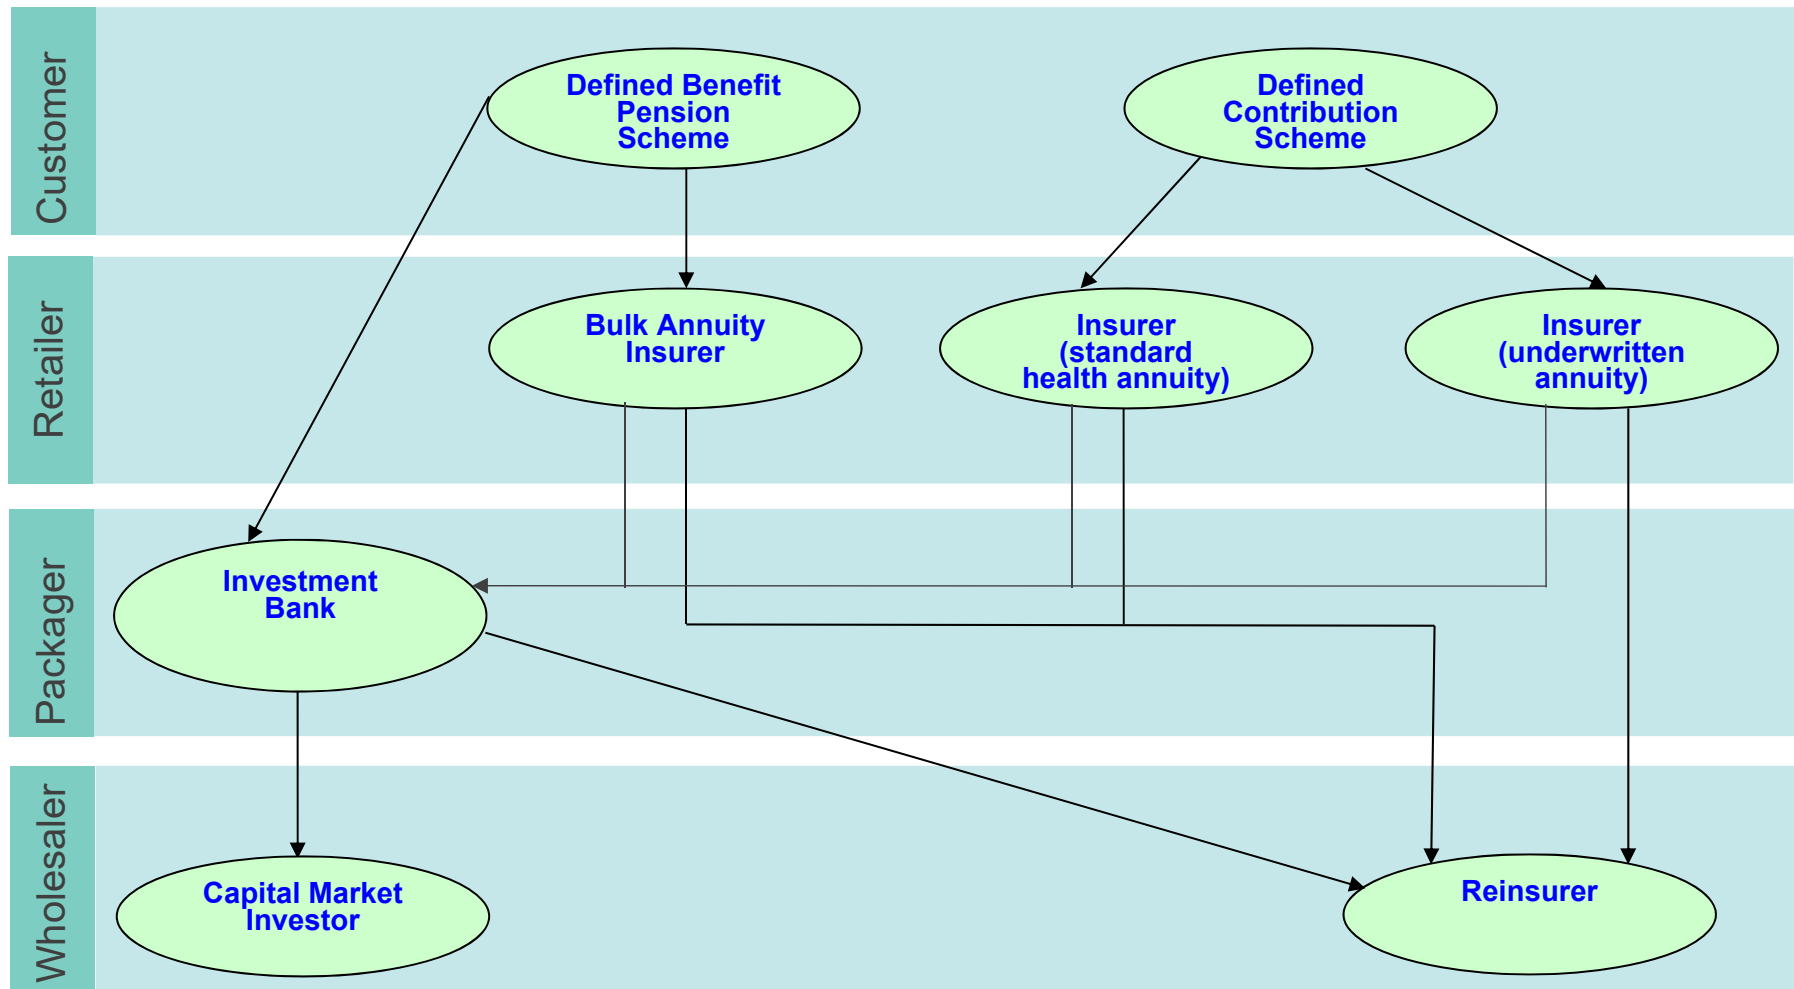 Customer
Defined Benefit
Pension
Scheme
Defined
Contribution
Scheme
Retailer
Bulk Annuity
Insurer
Insurer
(standard
health annuity)
Insurer
(underwritten
annuity)
Packager
Investment
Bank
Wholesaler
Capital Market
Investor
Reinsurer